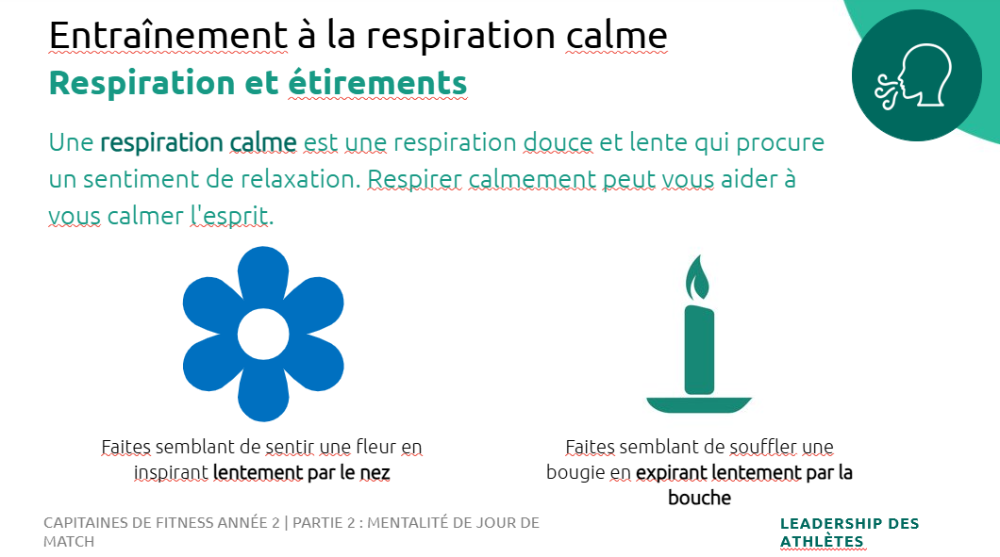 Entraînement à la respiration calme
Respiration et étirements
Une respiration calme est une respiration douce et lente qui procure
un sentiment de relaxation. Respirer calmement peut vous aider à
vous calmer l'esprit.
Faites semblant de sentir une fleur en
inspirant lentement par le nez
Faites semblant de souffler une
bougie en expirant lentement par la
bouche
CAPITAINES DE FITNESS ANNÉE 2 | PARTIE 2 : MENTALITÉ DE JOUR DE
MATCH
LEADERSHIP DES
ATHLÈTES